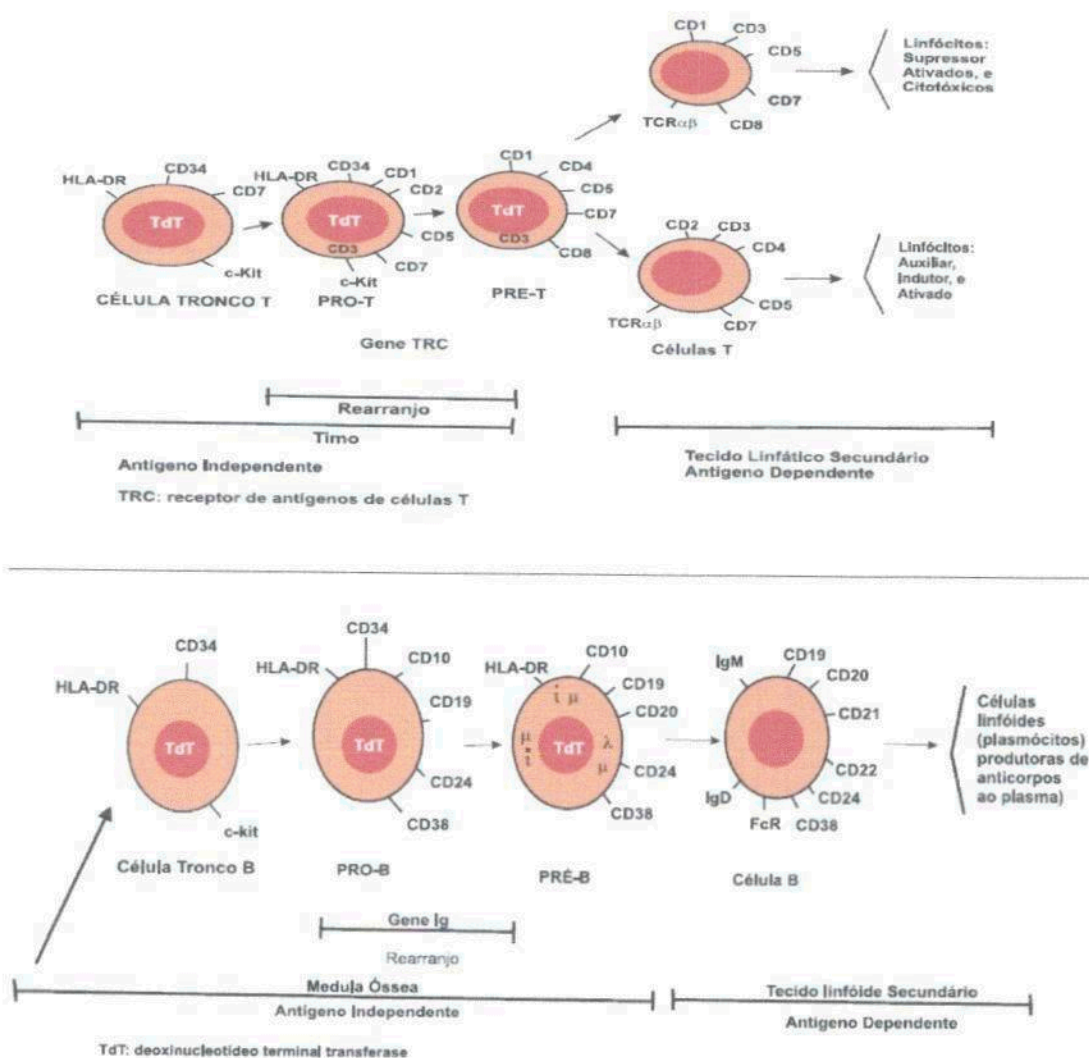 CD1
CD3
CD5
CD7
CD8
TCRαβ
Linfócitos:
Supressor
Ativados, e
Citotóxicos
HLA-DR
CD34
CD7
TdT
c-Kit
CÉLULA TRONCO T
HLA-DR
CD34
CD1
CD2
TdT
CD3
CD5
CD7
c-Kit
PRO-T
CD1
CD4
CD5
TdT
CD7
CD3
CD8
PRE-T
CD2
CD3
CD4
CD5
CD7
TCRαβ
Células T
Linfócitos:
Auxiliar,
Indutor, e
Ativado
Gene TRC
Rearranjo
Timo
Antígeno Independente
TRC: receptor de antígenos de células T
Tecido Linfático Secundário
Antígeno Dependente
CD34
HLA-DR
TdT
c-kit
Célula Tronco B
CD34
HLA-DR
CD10
CD19
TdT
CD24
CD38
PRO-B
HLA-DR
CD10
CD19
CD20
i μ
μ
i
TdT
λ
μ
CD24
CD38
PRÉ-B
IgM
CD19
CD20
CD21
CD22
CD24
IgD
FcR
CD38
Célula B
Células
linfóides
(plasmócitos)
produtoras de
anticorpos
ao plasma)
Gene Ig
Rearranjo
Medula Óssea
Antígeno Independente
Tecido linfóide Secundário
Antígeno Dependente
TdT: deoxinucleotídeo terminal transferase